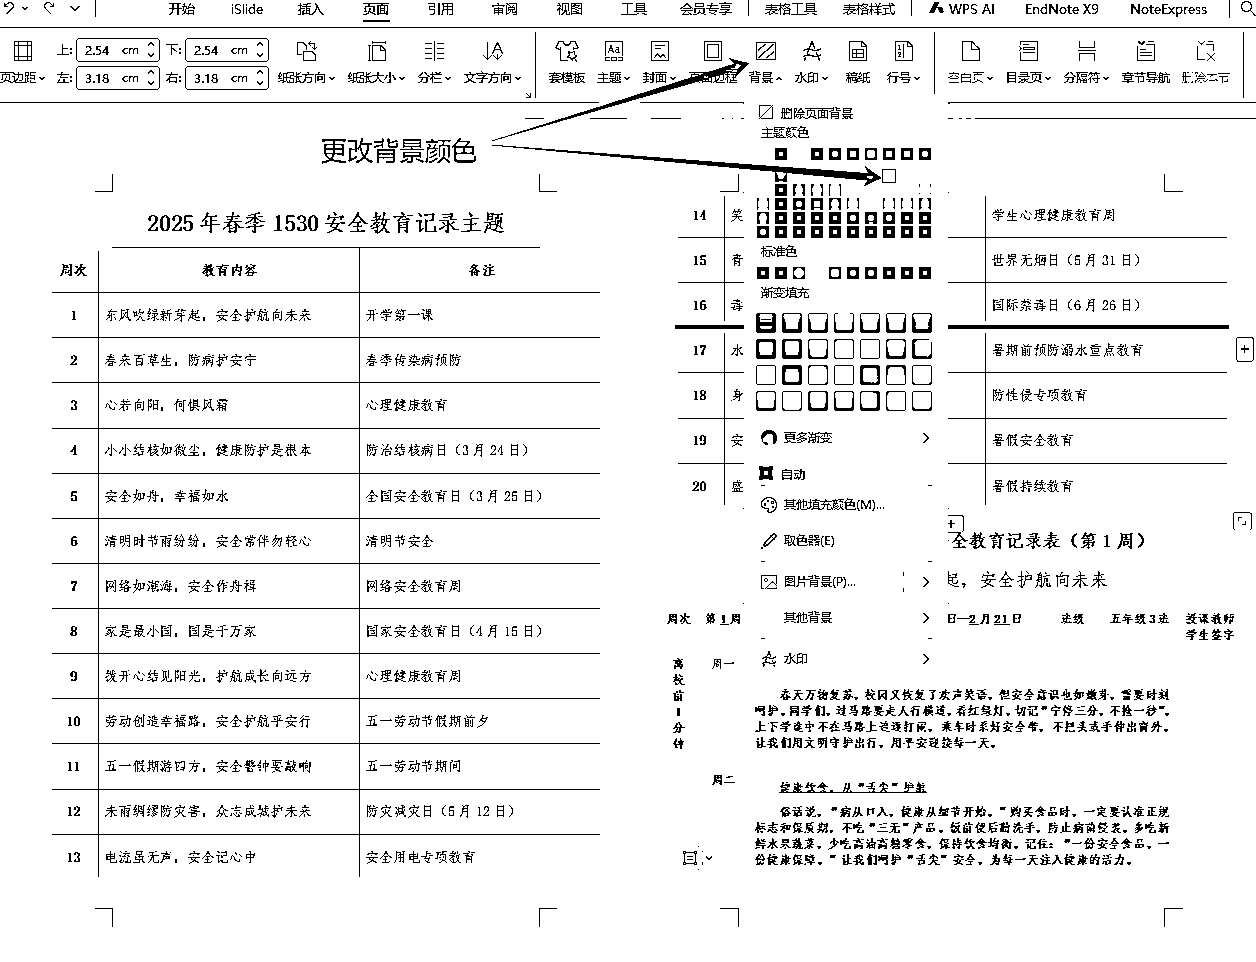 开始 iSlide 插入 页面 引用 审阅 视图 工具 会员专享 表格工具 表格样式 WPS AI EndNote X9 NoteExpress
上: 2.54 cm 下: 2.54 cm
页边距 左: 3.18 cm 右: 3.18 cm 纸张方向 纸张大小 分栏 文字方向 套模板 主题 封面 页面边框 背景 水印 稿纸 行号 空白页 目录页 分隔符 章节导航 删除本节
更改背景颜色
删除页面背景
主题颜色
标准色
渐变填充
更多渐变
自动
其他填充颜色(M)...
取色器(E)
图片背景(P)...
其他背景
水印
2025 年春季 1530 安全教育记录主题
周次 教育内容 备注
1 东风吹绿新芽起，安全护航向未来 开学第一课
2 春来百草生，防病护安宁 春季传染病预防
3 心若向阳，何惧风霜 心理健康教育
4 小小结核如微尘，健康防护是根本 防治结核病日（3 月 24 日）
5 安全如舟，幸福如水 全国安全教育日（3 月 25 日）
6 清明时节雨纷纷，安全常伴勿轻心 清明节安全
7 网络如潮海，安全作舟楫 网络安全教育周
8 家是最小国，国是千万家 国家安全教育日（4 月 15 日）
9 拨开心结见阳光，护航成长向远方 心理健康教育周
10 劳动创造幸福路，安全护航平安行 五一劳动节假期前夕
11 五一假期游四方，安全警钟要敲响 五一劳动节期间
12 未雨绸缪防灾害，众志成城护未来 防灾减灾日（5 月 12 日）
13 电流虽无声，安全记心中 安全用电专项教育
14 笑 学生心理健康教育周
15 青 世界无烟日（5 月 31 日）
16 毒 国际禁毒日（6 月 26 日）
17 水 暑期前预防溺水重点教育
18 身 防性侵专项教育
19 安 暑假安全教育
20 盛 暑假持续教育
全教育记录表（第 1 周）
起，安全护航向未来
周次 第 1 周 日—2 月 21 日 班级 五年级 3 班 授课教师
学生签字
离校前1分钟 周一
春天万物复苏，校园又恢复了欢声笑语，但安全意识也如嫩芽，需要时刻
呵护。同学们，过马路要走人行横道，看红绿灯，切记“宁停三分，不抢一秒”。
上下学途中不在马路上追逐打闹，乘车时系好安全带，不把头或手伸出窗外。
让我们用文明守护出行，用平安迎接每一天。
周二 健康饮食，从“舌尖”护航
俗话说，“病从口入，健康从细节开始。”购买食品时，一定要认准正规
标志和保质期，不吃“三无”产品。饭前便后勤洗手，防止病菌侵袭。多吃新
鲜水果蔬菜，少吃高油高糖零食，保持饮食均衡。记住：“一份安全食品，一
份健康保障。”让我们呵护“舌尖”安全，为每一天注入健康的活力。